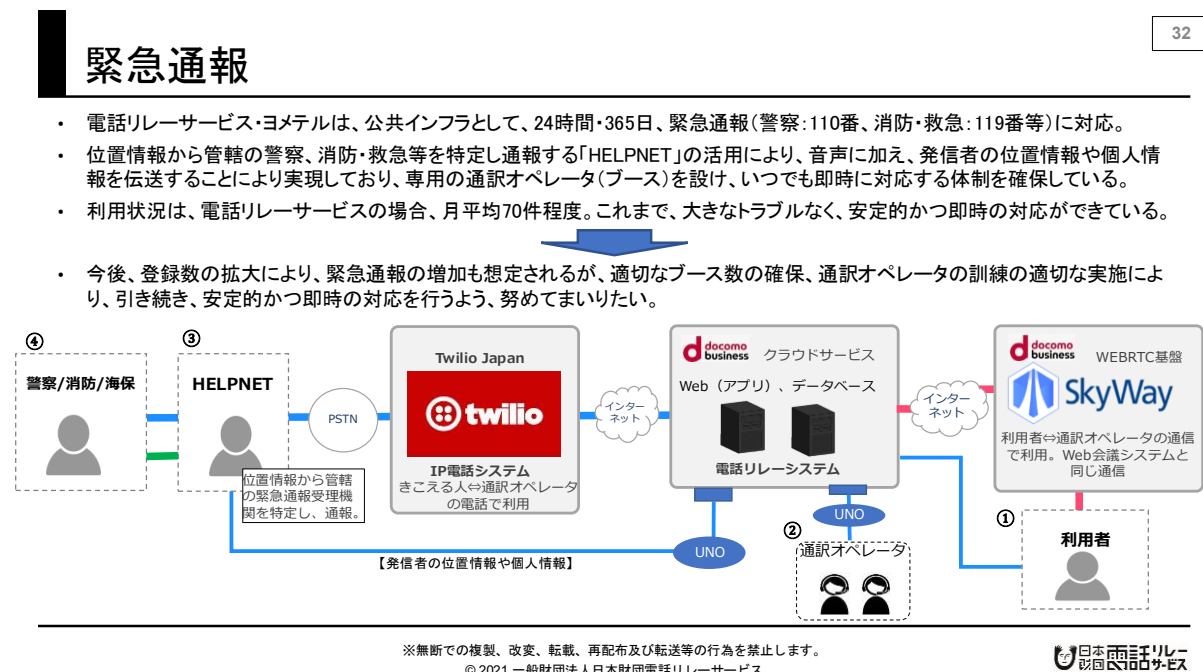 32
緊急通報
・ 電話リレーサービス・ヨメテルは、公共インフラとして、24時間・365日、緊急通報（警察：110番、消防・救急：119番等）に対応。
・ 位置情報から管轄の警察、消防・救急等を特定し通報する「HELPNET」の活用により、音声に加え、発信者の位置情報や個人情
報を伝送することにより実現しており、専用の通訳オペレータ（ブース）を設け、いつでも即時に対応する体制を確保している。
・ 利用状況は、電話リレーサービスの場合、月平均70件程度。これまで、大きなトラブルなく、安定的かつ即時の対応ができている。
・ 今後、登録数の拡大により、緊急通報の増加も想定されるが、適切なブース数の確保、通訳オペレータの訓練の適切な実施によ
り、引き続き、安定的かつ即時の対応を行うよう、努めてまいりたい。
④
警察/消防/海保
③
HELPNET
位置情報から管轄
の緊急通報受理機
関を特定し、通報。
PSTN
Twilio Japan
twilio
IP電話システム
きこえる人⇔通訳オペレータ
の電話で利用
インター
ネット
docomo
business クラウドサービス
Web（アプリ）、データベース
電話リレーシステム
インター
ネット
docomo
business WEBRTC基盤
SkyWay
利用者⇔通訳オペレータの通信
で利用。Web会議システムと
同じ通信
UNO
【発信者の位置情報や個人情報】
UNO
②
通訳オペレータ
①
利用者
※無断での複製、改変、転載、再配布及び転送等の行為を禁止します。
© 2021 一般財団法人日本財団電話リレーサービス
日本財団電話リレーサービス